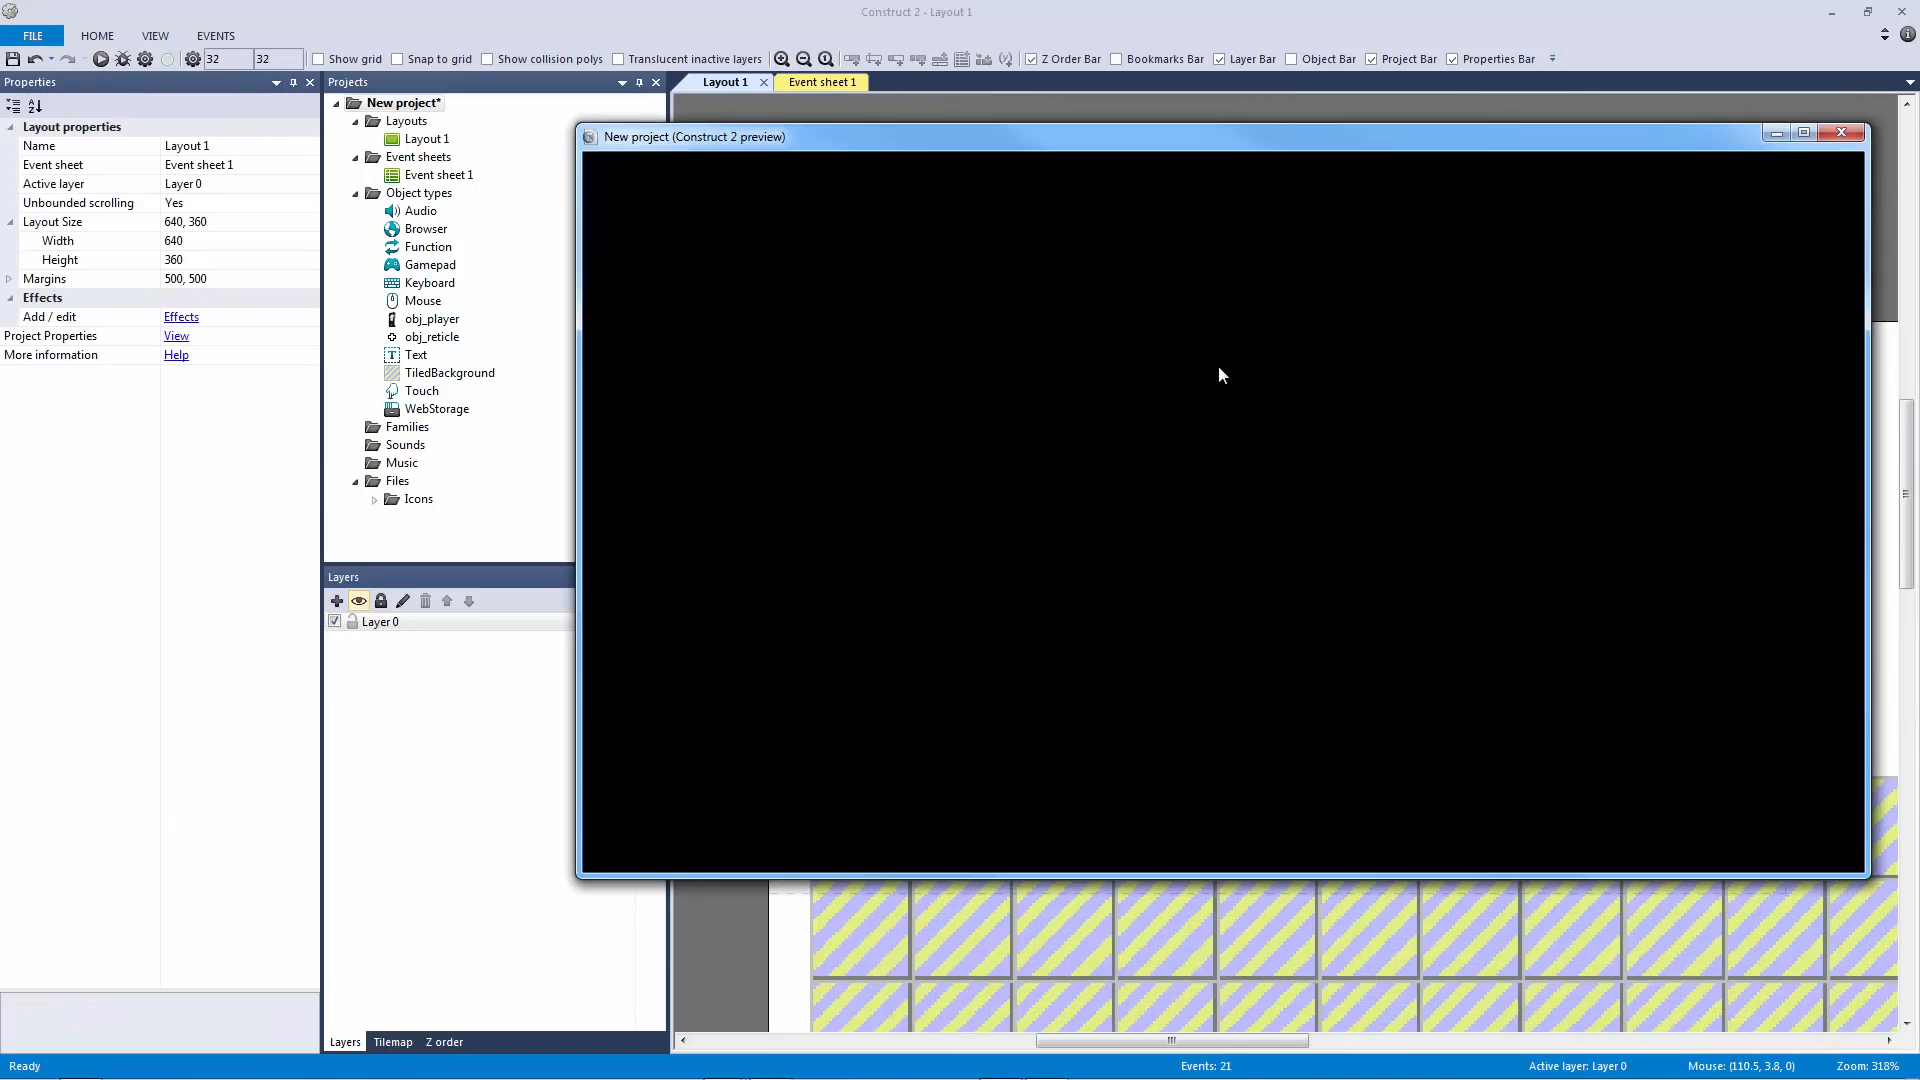 Construct 2 - Layout 1
FILE HOME VIEW EVENTS
32 32 Show grid Snap to grid Show collision polys Translucent inactive layers Z Order Bar Bookmarks Bar Layer Bar Object Bar Project Bar Properties Bar
Properties
Layout properties
Name Layout 1
Event sheet Event sheet 1
Active layer Layer 0
Unbounded scrolling Yes
Layout Size 640, 360
Width 640
Height 360
Margins 500, 500
Effects
Add / edit Effects
Project Properties View
More information Help
Projects
New project*
Layouts
Layout 1
Event sheets
Event sheet 1
Object types
Audio
Browser
Function
Gamepad
Keyboard
Mouse
obj_player
obj_reticle
Text
TiledBackground
Touch
WebStorage
Families
Sounds
Music
Files
Icons
Layers
Layer 0
Layers Tilemap Z order
Layout 1 Event sheet 1
New project (Construct 2 preview)
Ready Events: 21 Active layer: Layer 0 Mouse: (110.5, 3.8, 0) Zoom: 318%